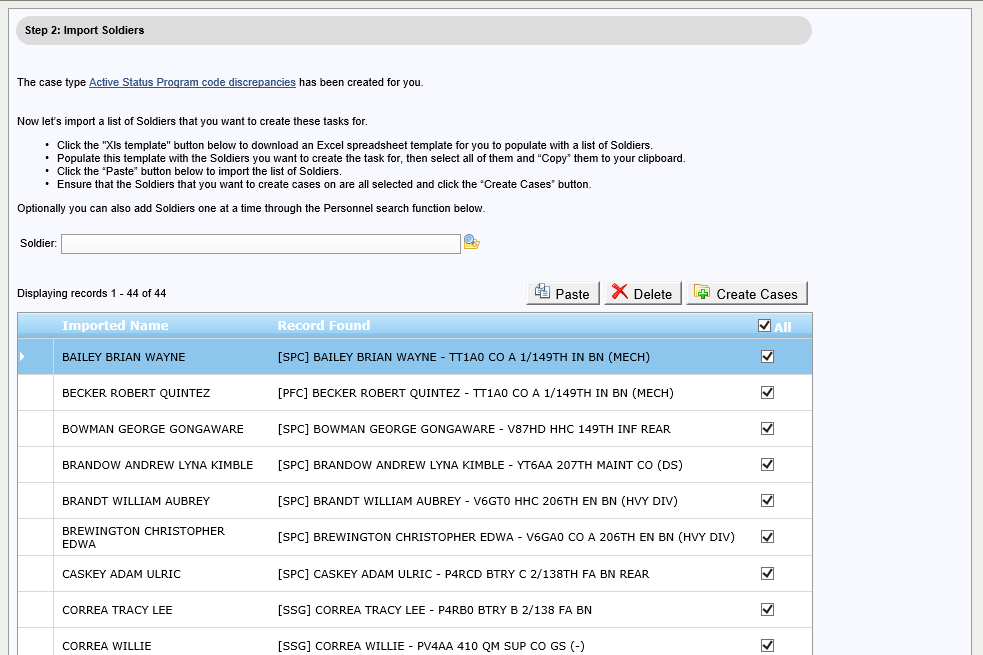 Step 2: Import Soldiers
The case type Active Status Program code discrepancies has been created for you.
Now let's import a list of Soldiers that you want to create these tasks for.
• Click the "Xls template" button below to download an Excel spreadsheet template for you to populate with a list of Soldiers.
• Populate this template with the Soldiers you want to create the task for, then select all of them and “Copy” them to your clipboard.
• Click the “Paste” button below to import the list of Soldiers.
• Ensure that the Soldiers that you want to create cases on are all selected and click the “Create Cases” button.
Optionally you can also add Soldiers one at a time through the Personnel search function below.
Soldier:
Displaying records 1 - 44 of 44 Paste Delete Create Cases
Imported Name Record Found All
BAILEY BRIAN WAYNE [SPC] BAILEY BRIAN WAYNE - TT1A0 CO A 1/149TH IN BN (MECH)
BECKER ROBERT QUINTEZ [PFC] BECKER ROBERT QUINTEZ - TT1A0 CO A 1/149TH IN BN (MECH)
BOWMAN GEORGE GONGAWARE [SPC] BOWMAN GEORGE GONGAWARE - V87HD HHC 149TH INF REAR
BRANDOW ANDREW LYNA KIMBLE [SPC] BRANDOW ANDREW LYNA KIMBLE - YT6AA 207TH MAINT CO (DS)
BRANDT WILLIAM AUBREY [SPC] BRANDT WILLIAM AUBREY - V6GT0 HHC 206TH EN BN (HVY DIV)
BREWINGTON CHRISTOPHER
EDWA [SPC] BREWINGTON CHRISTOPHER EDWA - V6GA0 CO A 206TH EN BN (HVY DIV)
CASKEY ADAM ULRIC [SPC] CASKEY ADAM ULRIC - P4RCD BTRY C 2/138TH FA BN REAR
CORREA TRACY LEE [SSG] CORREA TRACY LEE - P4RB0 BTRY B 2/138 FA BN
CORREA WILLIE [SSG] CORREA WILLIE - PV4AA 410 QM SUP CO GS (-)